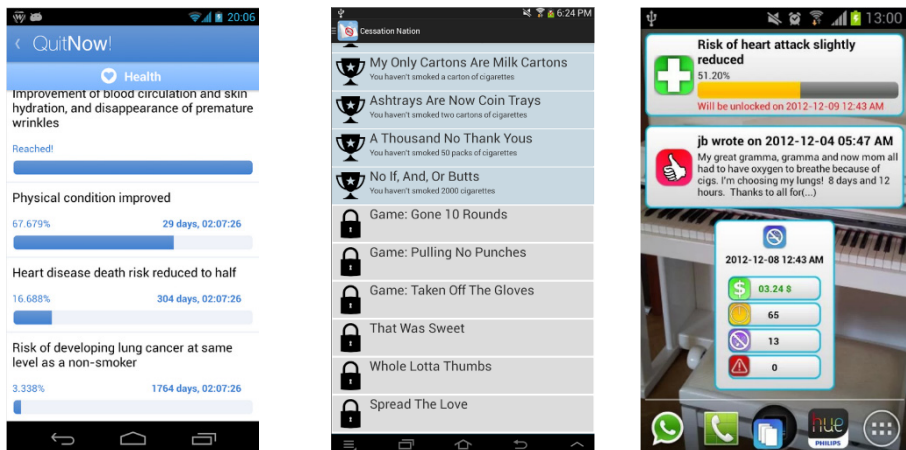 20:06
QuitNow!
Health
Improvement of blood circulation and skin
hydration, and disappearance of premature
wrinkles
Reached!
Physical condition improved
67.679% 29 days, 02:07:26
Heart disease death risk reduced to half
16.688% 304 days, 02:07:26
Risk of developing lung cancer at same
level as a non-smoker
3.338% 1764 days, 02:07:26
6:24 PM
Cessation Nation
My Only Cartons Are Milk Cartons
You haven't smoked a carton of cigarettes
Ashtrays Are Now Coin Trays
You haven't smoked two cartons of cigarettes
A Thousand No Thank Yous
You haven't smoked 50 packs of cigarettes
No If, And, Or Butts
You haven't smoked 2000 cigarettes
Game: Gone 10 Rounds
Game: Pulling No Punches
Game: Taken Off The Gloves
That Was Sweet
Whole Lotta Thumbs
Spread The Love
13:00
Risk of heart attack slightly
reduced
51.20%
Will be unlocked on 2012-12-09 12:43 AM
jb wrote on 2012-12-04 05:47 AM
My great gramma, gramma and now mom all
had to have oxygen to breathe because of
cigs. I'm choosing my lungs! 8 days and 12
hours. Thanks to all for(...)
2012-12-08 12:43 AM
$ 03.24 $
65
13
0
hue
PHILIPS